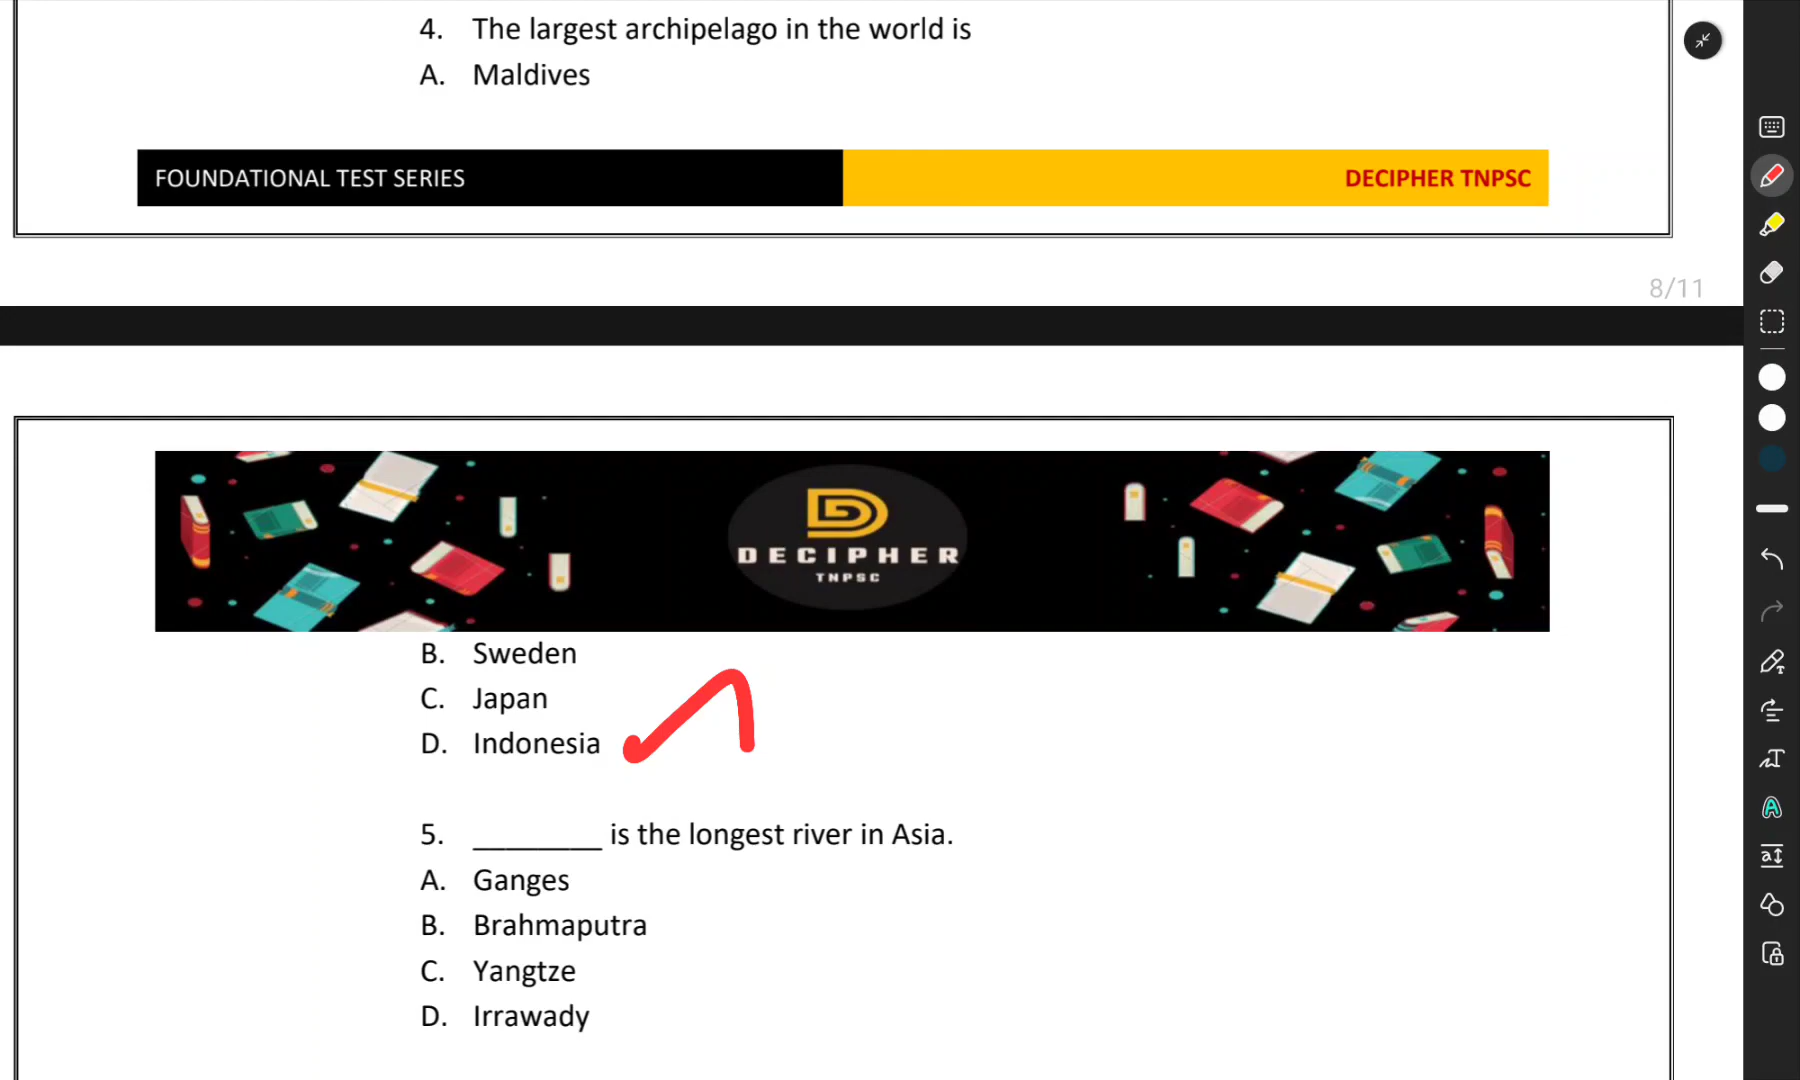 4. The largest archipelago in the world is
A. Maldives
FOUNDATIONAL TEST SERIES
DECIPHER TNPSC
8/11
DECIPHER
TNPSC
B. Sweden
C. Japan
D. Indonesia
5. ________ is the longest river in Asia.
A. Ganges
B. Brahmaputra
C. Yangtze
D. Irrawady